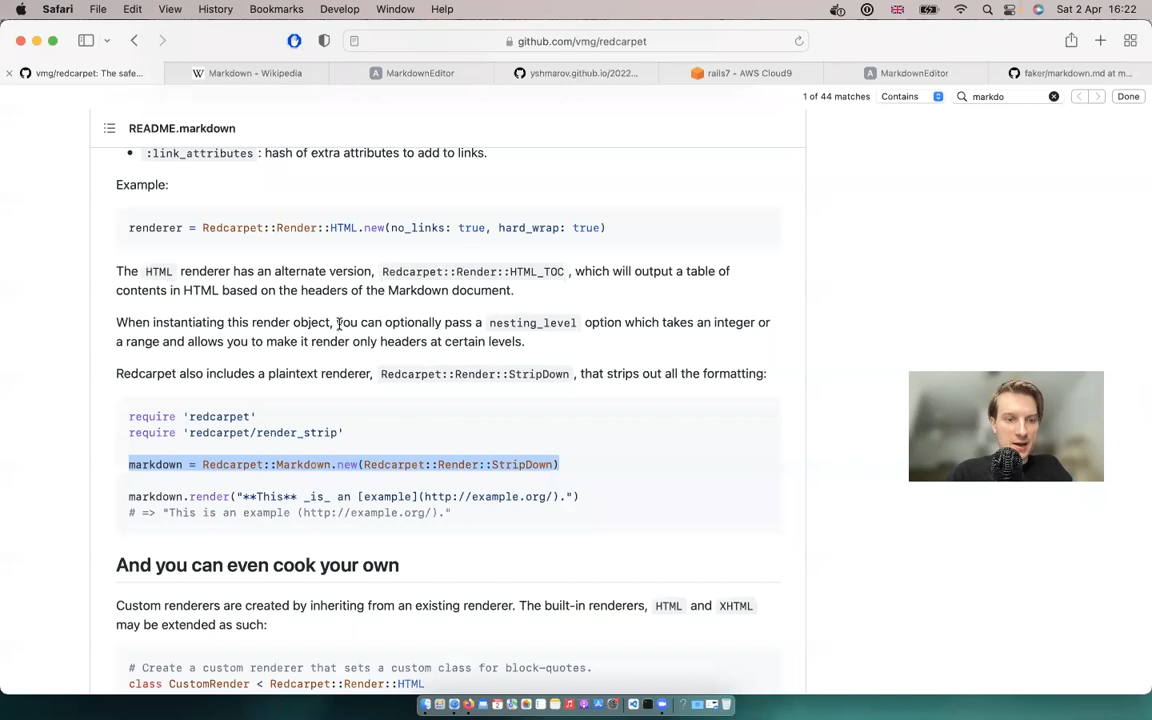 Safari File Edit View History Bookmarks Develop Window Help Sat 2 Apr 16:22
github.com/vmg/redcarpet
vmg/redcarpet: The safe... Markdown - Wikipedia MarkdownEditor yshmarov.github.io/2022... rails7 - AWS Cloud9 MarkdownEditor faker/markdown.md at m...
1 of 44 matches Contains markdo Done
README.markdown
• :link_attributes : hash of extra attributes to add to links.
Example:
renderer = Redcarpet::Render::HTML.new(no_links: true, hard_wrap: true)
The HTML renderer has an alternate version, Redcarpet::Render::HTML_TOC , which will output a table of
contents in HTML based on the headers of the Markdown document.
When instantiating this render object, you can optionally pass a nesting_level option which takes an integer or
a range and allows you to make it render only headers at certain levels.
Redcarpet also includes a plaintext renderer, Redcarpet::Render::StripDown , that strips out all the formatting:
require 'redcarpet'
require 'redcarpet/render_strip'
markdown = Redcarpet::Markdown.new(Redcarpet::Render::StripDown)
markdown.render("**This** _is_ an [example](http://example.org/).")
# => "This is an example (http://example.org/)."
And you can even cook your own
Custom renderers are created by inheriting from an existing renderer. The built-in renderers, HTML and XHTML
may be extended as such:
# Create a custom renderer that sets a custom class for block-quotes.
class CustomRender < Redcarpet::Render::HTML